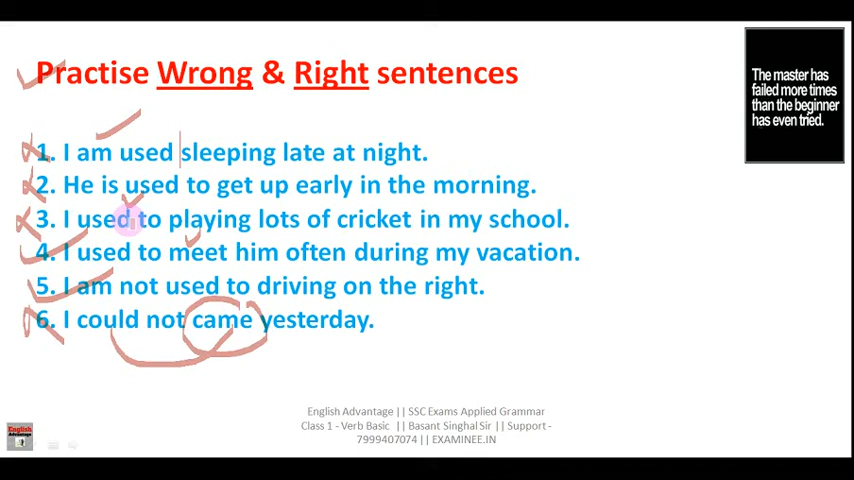 Practise Wrong & Right sentences
The master has
failed more times
than the beginner
has even tried.
1. I am used sleeping late at night.
2. He is used to get up early in the morning.
3. I used to playing lots of cricket in my school.
4. I used to meet him often during my vacation.
5. I am not used to driving on the right.
6. I could not came yesterday.
English Advantage || SSC Exams Applied Grammar
Class 1 - Verb Basic || Basant Singhal Sir || Support -
7999407074 || EXAMINEE.IN
English
Advantage